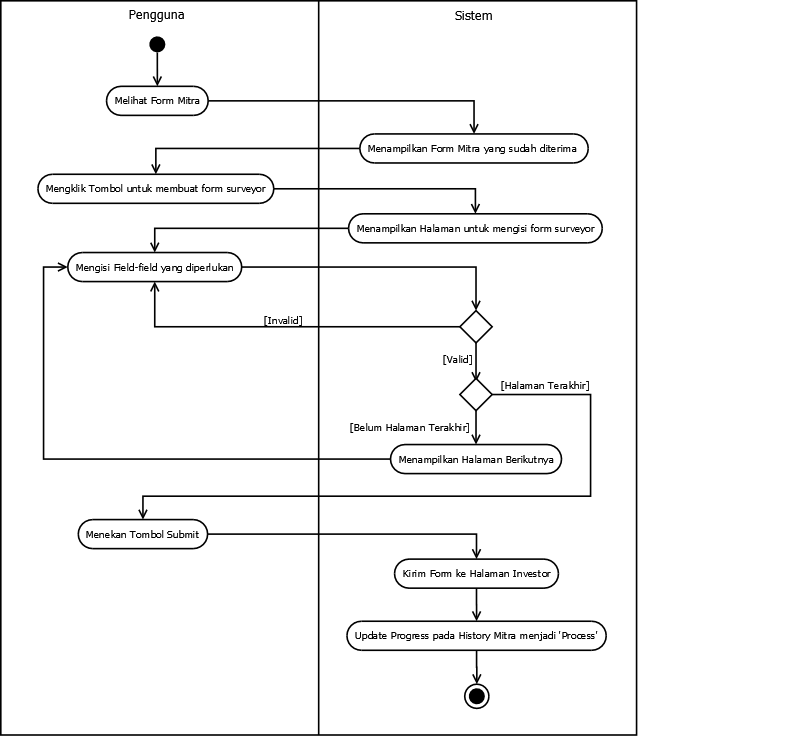 Pengguna
Sistem
Melihat Form Mitra
Menampilkan Form Mitra yang sudah diterima
Mengklik Tombol untuk membuat form surveyor
Menampilkan Halaman untuk mengisi form surveyor
Mengisi Field-field yang diperlukan
[Invalid]
[Valid]
[Halaman Terakhir]
[Belum Halaman Terakhir]
Menampilkan Halaman Berikutnya
Menekan Tombol Submit
Kirim Form ke Halaman Investor
Update Progress pada History Mitra menjadi 'Process'